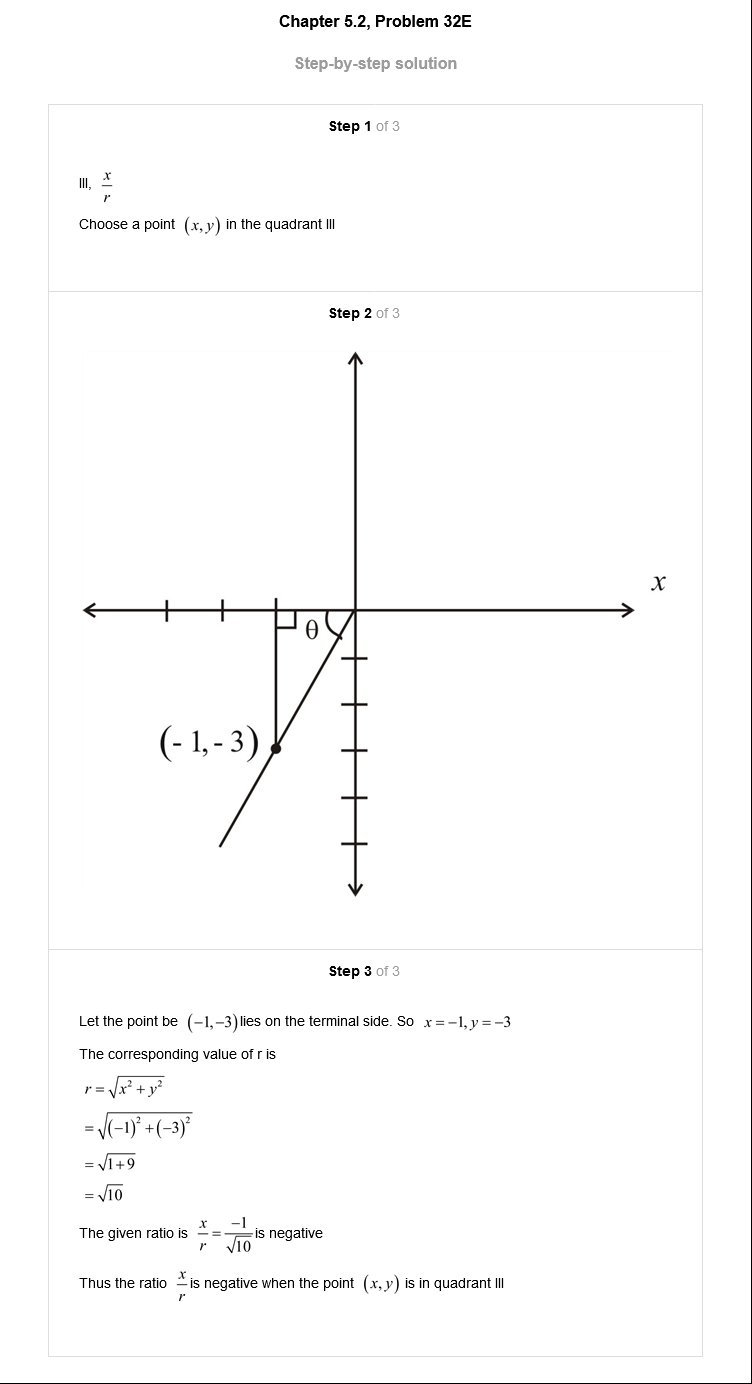 Chapter 5.2, Problem 32E
Step-by-step solution
Step 1 of 3
III, x/r
Choose a point (x, y) in the quadrant III
Step 2 of 3
x
θ
(- 1, - 3)
Step 3 of 3
Let the point be (−1,−3) lies on the terminal side. So x = −1, y = −3
The corresponding value of r is
r = √(x² + y²)
= √((−1)² + (−3)²)
= √(1+9)
= √10
The given ratio is x/r = −1/√10 is negative
Thus the ratio x/r is negative when the point (x, y) is in quadrant III